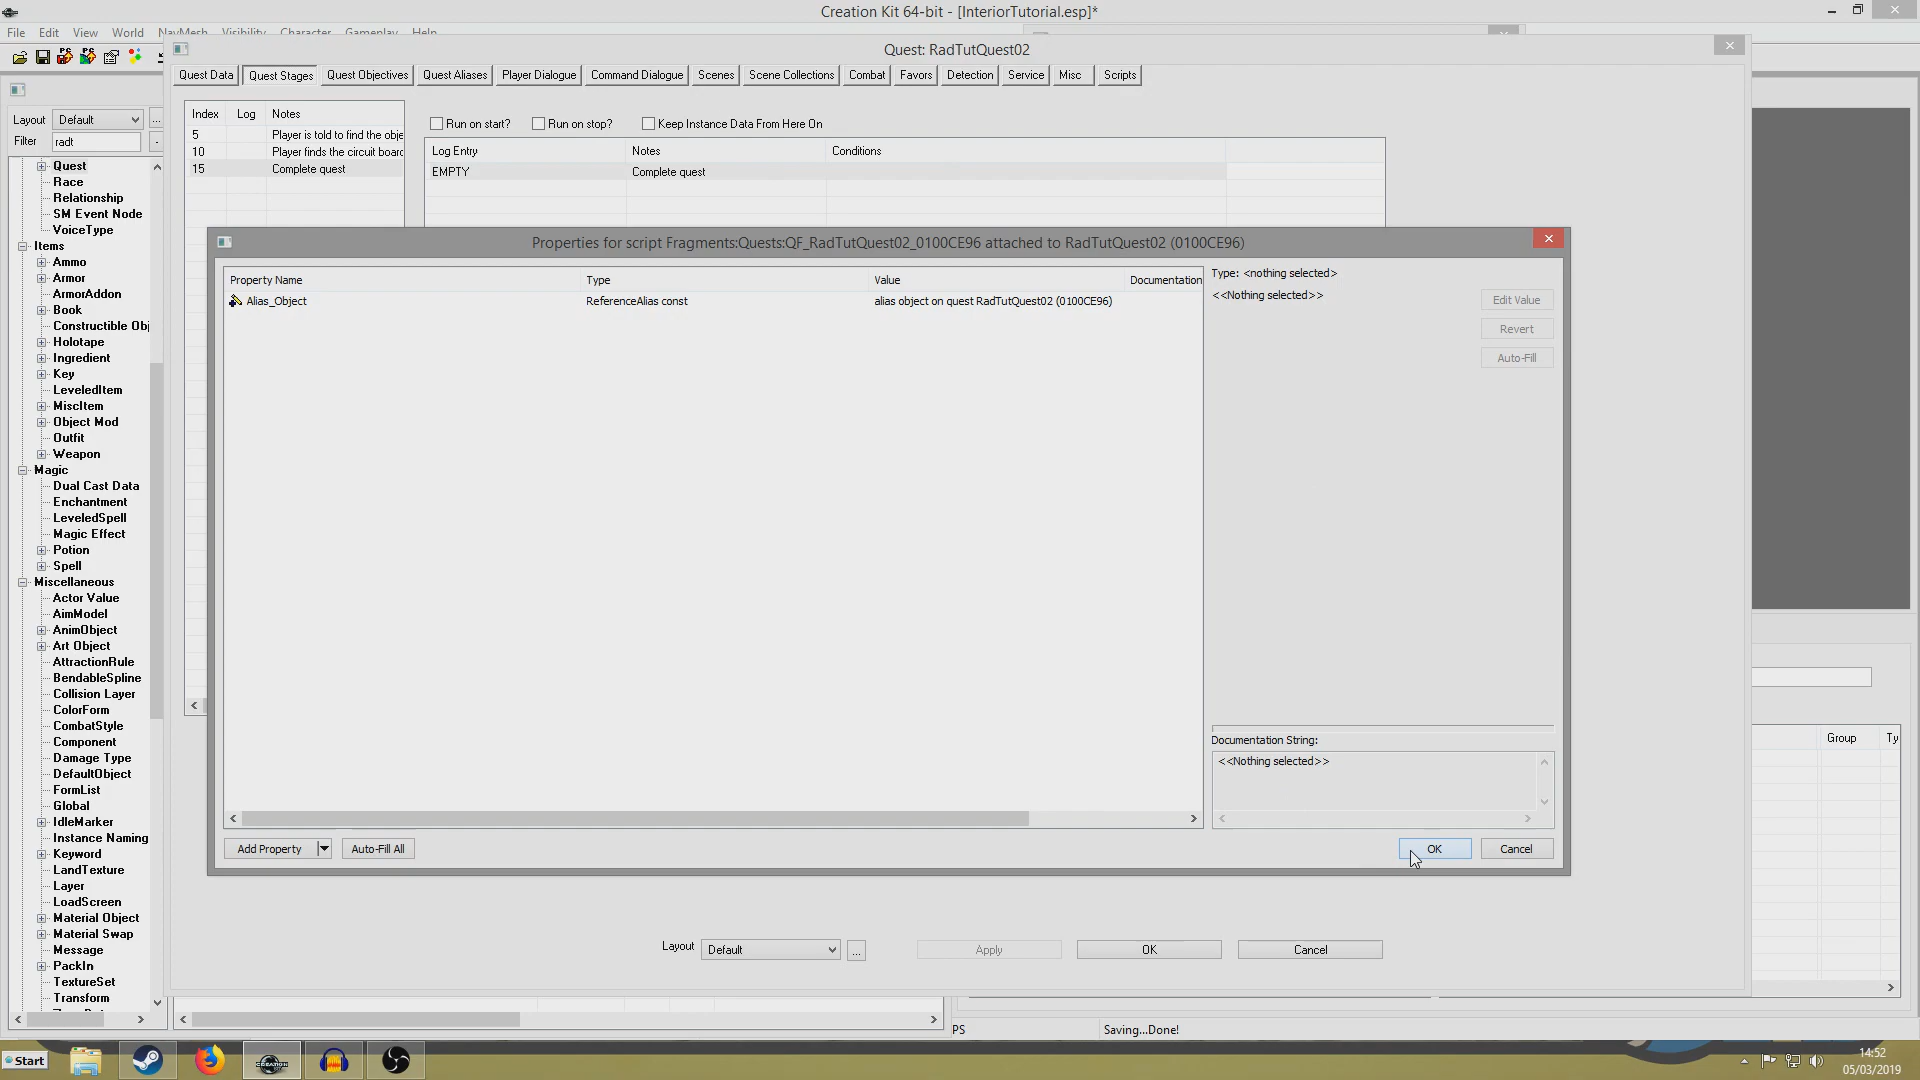 Creation Kit 64-bit - [InteriorTutorial.esp]*
File Edit View World NavMesh Visibility Character Gameplay Help
Quest: RadTutQuest02
Quest Data Quest Stages Quest Objectives Quest Aliases Player Dialogue Command Dialogue Scenes Scene Collections Combat Favors Detection Service Misc Scripts
Layout Default ...
Filter radt
Index Log Notes
5 Player is told to find the obje
10 Player finds the circuit board
15 Complete quest
Run on start? Run on stop? Keep Instance Data From Here On
Log Entry Notes Conditions
EMPTY Complete quest
Quest
Race
Relationship
SM Event Node
VoiceType
Items
Ammo
Armor
ArmorAddon
Book
Constructible Obj
Holotape
Ingredient
Key
LeveledItem
MiscItem
Object Mod
Outfit
Weapon
Magic
Dual Cast Data
Enchantment
LeveledSpell
Magic Effect
Potion
Spell
Miscellaneous
Actor Value
AimModel
AnimObject
Art Object
AttractionRule
BendableSpline
Collision Layer
ColorForm
CombatStyle
Component
Damage Type
DefaultObject
FormList
Global
IdleMarker
Instance Naming
Keyword
LandTexture
Layer
LoadScreen
Material Object
Material Swap
Message
PackIn
TextureSet
Transform
Properties for script Fragments:Quests:QF_RadTutQuest02_0100CE96 attached to RadTutQuest02 (0100CE96)
Property Name Type Value Documentation
Alias_Object ReferenceAlias const alias object on quest RadTutQuest02 (0100CE96)
Type: <nothing selected>
<<Nothing selected>>
Edit Value
Revert
Auto-Fill
Documentation String:
<<Nothing selected>>
Add Property Auto-Fill All OK Cancel
Group Ty
Layout Default ... Apply OK Cancel
PS Saving...Done!
Start
CREATION
14:52
05/03/2019